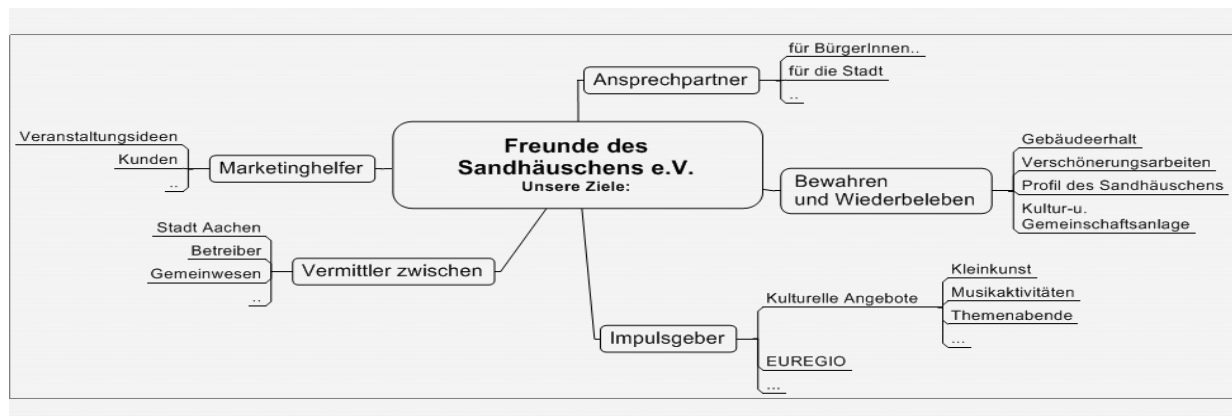 Freunde des
Sandhäuschens e.V.
Unsere Ziele:
Ansprechpartner
für BürgerInnen..
für die Stadt
..
Bewahren
und Wiederbeleben
Gebäudeerhalt
Verschönerungsarbeiten
Profil des Sandhäuschens
Kultur-u.
Gemeinschaftsanlage
Impulsgeber
Kulturelle Angebote
Kleinkunst
Musikaktivitäten
Themenabende
...
EUREGIO
...
Vermittler zwischen
Stadt Aachen
Betreiber
Gemeinwesen
..
Marketinghelfer
Veranstaltungsideen
Kunden
..